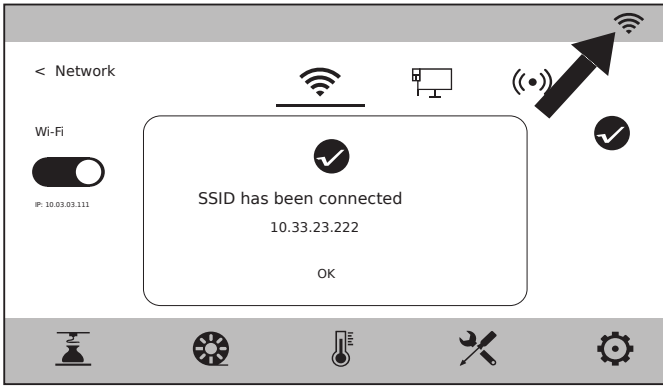 < Network
Wi-Fi
IP: 10.03.03.111
SSID has been connected
10.33.23.222
OK